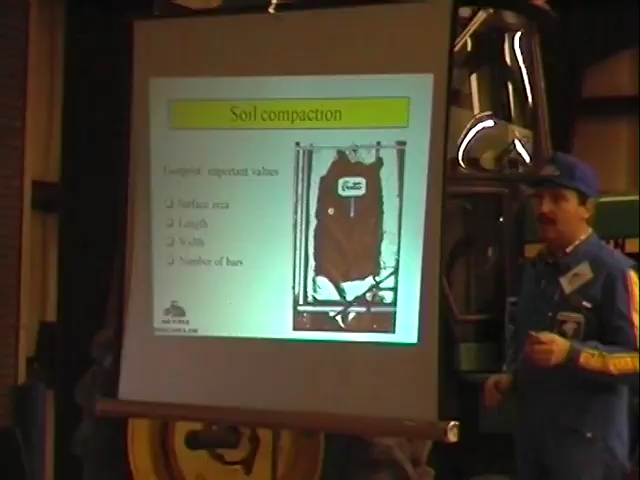 Soil compaction
Footprint: important values
❑ Surface area
❑ Length
❑ Width
❑ Number of bars